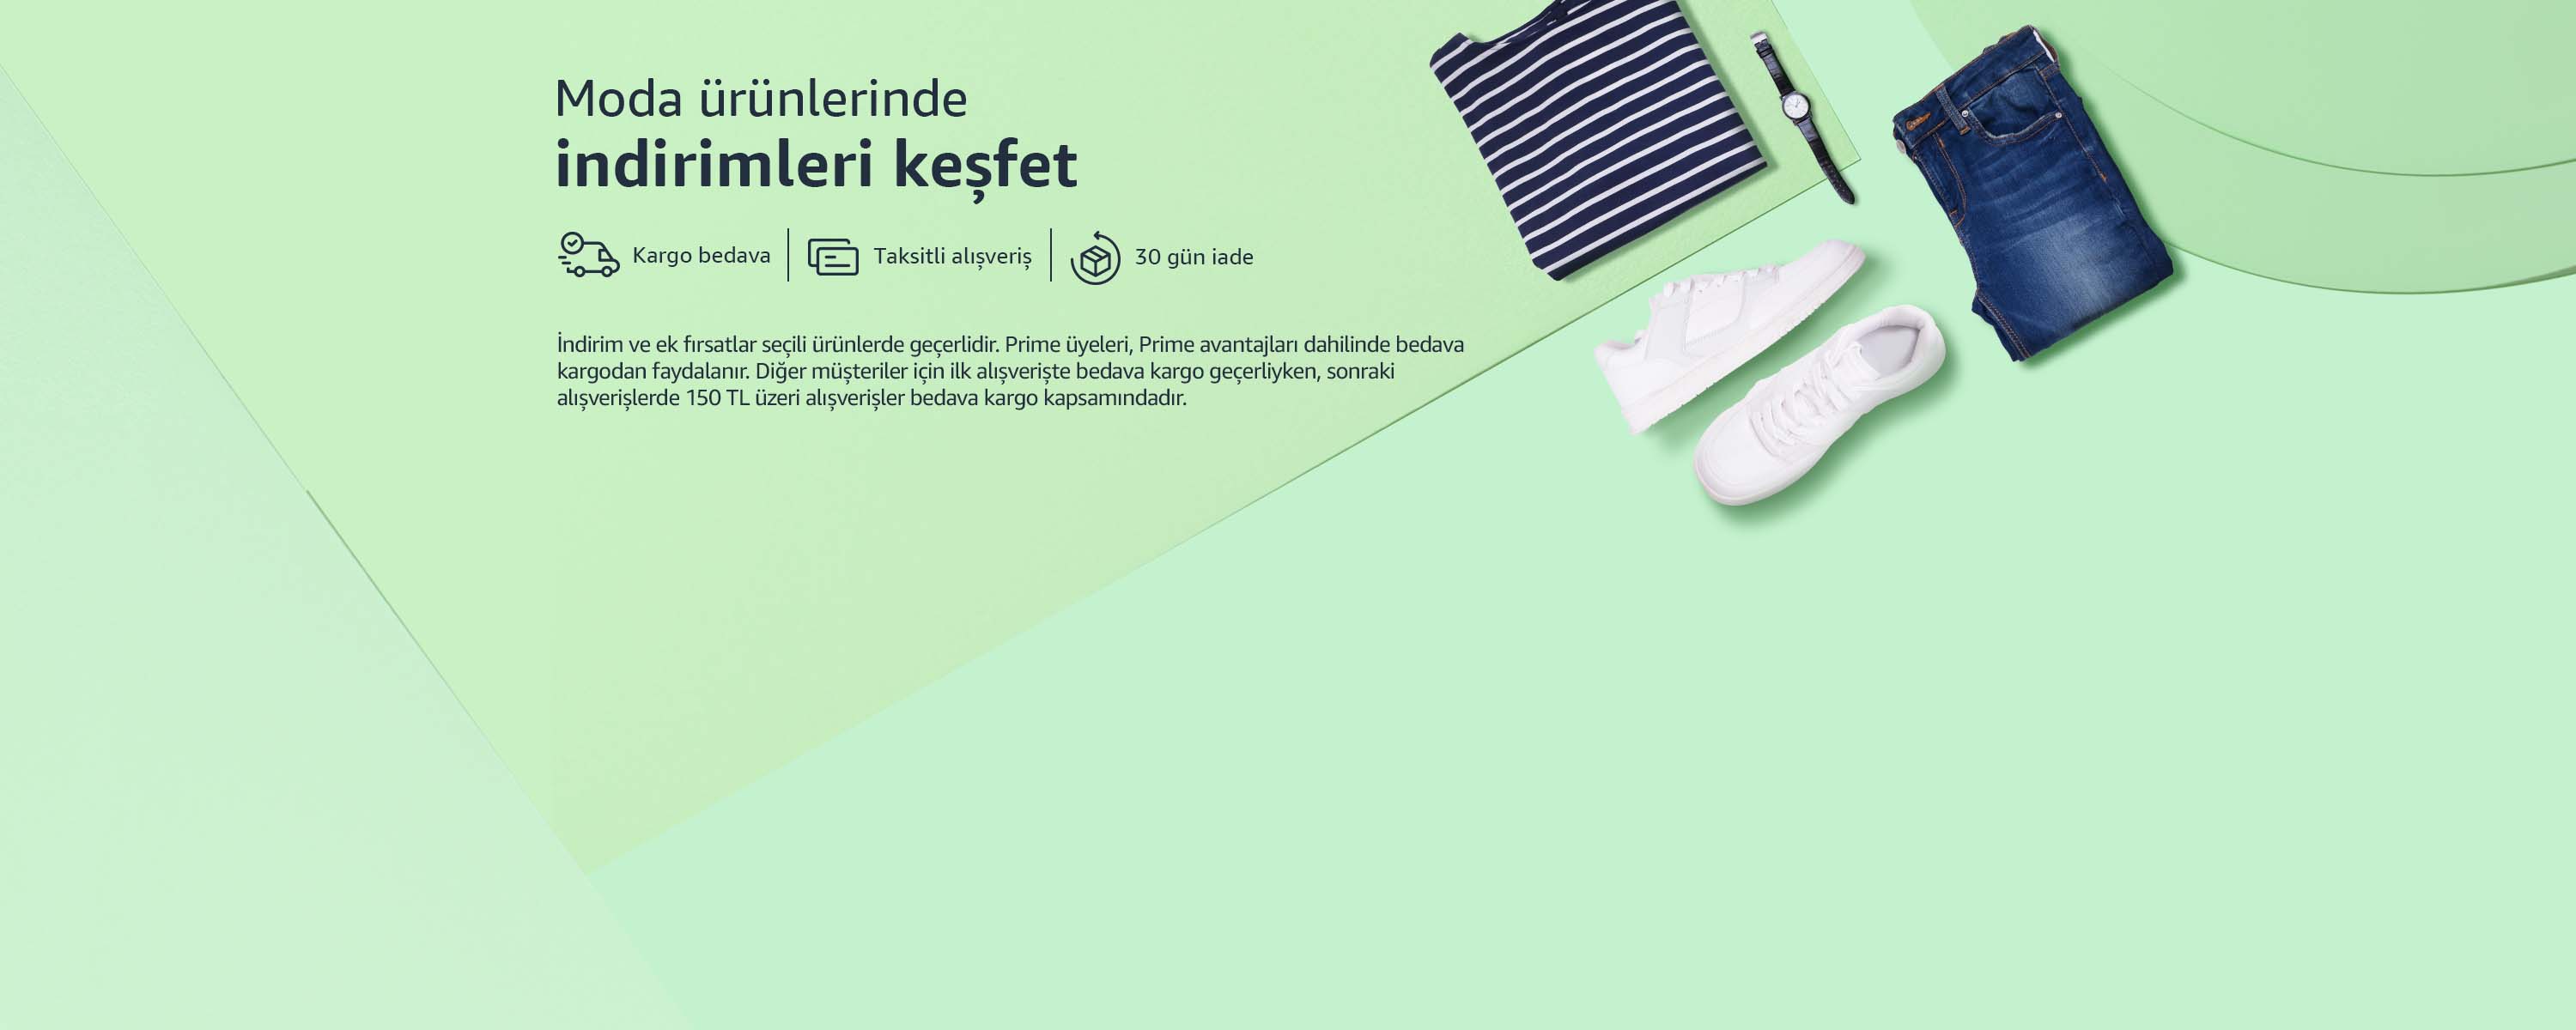 Moda ürünlerinde
indirimleri keşfet
Kargo bedava
Taksitli alışveriş
30 gün iade
İndirim ve ek fırsatlar seçili ürünlerde geçerlidir. Prime üyeleri, Prime avantajları dahilinde bedava
kargodan faydalanır. Diğer müşteriler için ilk alışverişte bedava kargo geçerliyken, sonraki
alışverişlerde 150 TL üzeri alışverişler bedava kargo kapsamındadır.